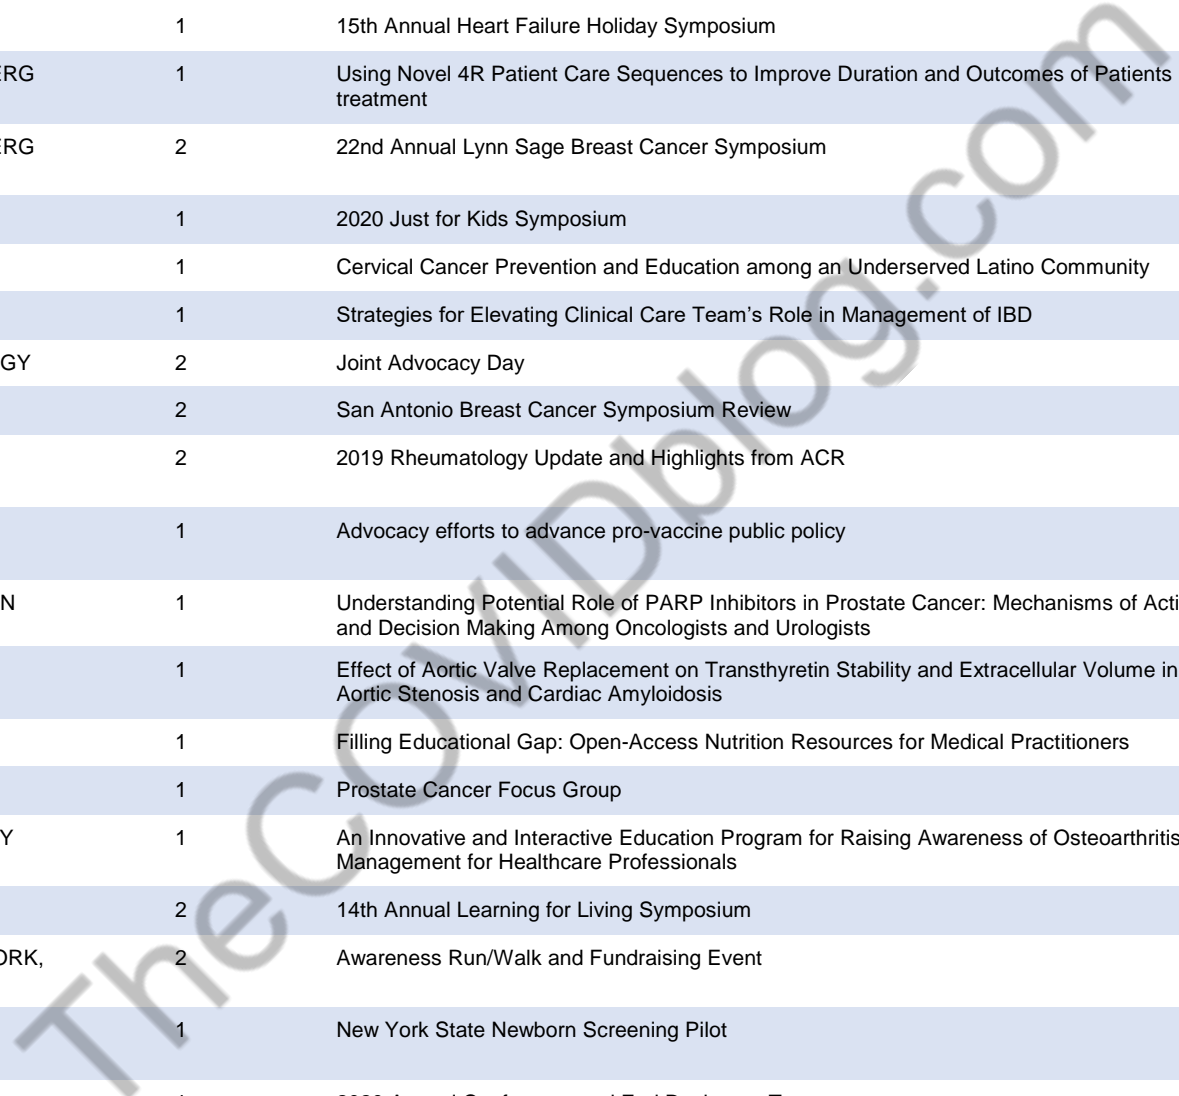 1 15th Annual Heart Failure Holiday Symposium
ERG 1 Using Novel 4R Patient Care Sequences to Improve Duration and Outcomes of Patients
treatment
ERG 2 22nd Annual Lynn Sage Breast Cancer Symposium
1 2020 Just for Kids Symposium
1 Cervical Cancer Prevention and Education among an Underserved Latino Community
1 Strategies for Elevating Clinical Care Team’s Role in Management of IBD
GY 2 Joint Advocacy Day
2 San Antonio Breast Cancer Symposium Review
2 2019 Rheumatology Update and Highlights from ACR
1 Advocacy efforts to advance pro-vaccine public policy
N 1 Understanding Potential Role of PARP Inhibitors in Prostate Cancer: Mechanisms of Acti
and Decision Making Among Oncologists and Urologists
1 Effect of Aortic Valve Replacement on Transthyretin Stability and Extracellular Volume in
Aortic Stenosis and Cardiac Amyloidosis
1 Filling Educational Gap: Open-Access Nutrition Resources for Medical Practitioners
1 Prostate Cancer Focus Group
Y 1 An Innovative and Interactive Education Program for Raising Awareness of Osteoarthritis
Management for Healthcare Professionals
2 14th Annual Learning for Living Symposium
ORK, 2 Awareness Run/Walk and Fundraising Event
1 New York State Newborn Screening Pilot
TheCOVIDblog.com